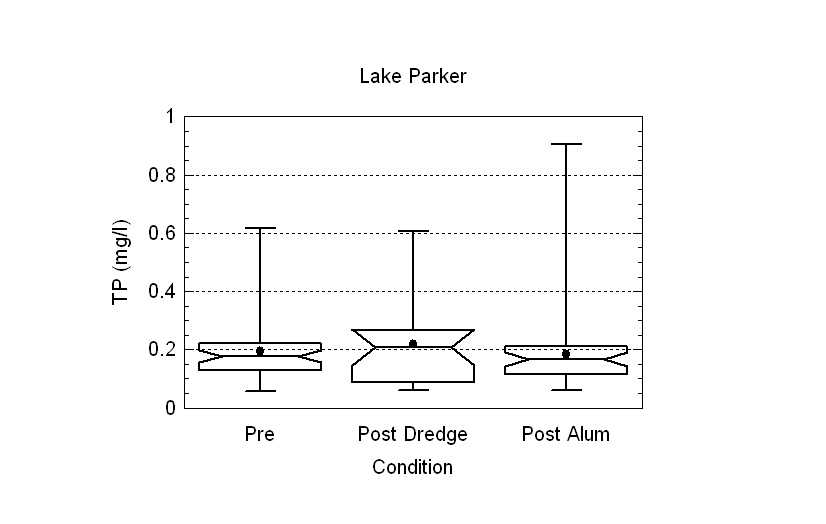 Lake Parker
1
0.8
0.6
0.4
0.2
0
TP (mg/l)
Pre Post Dredge Post Alum
Condition